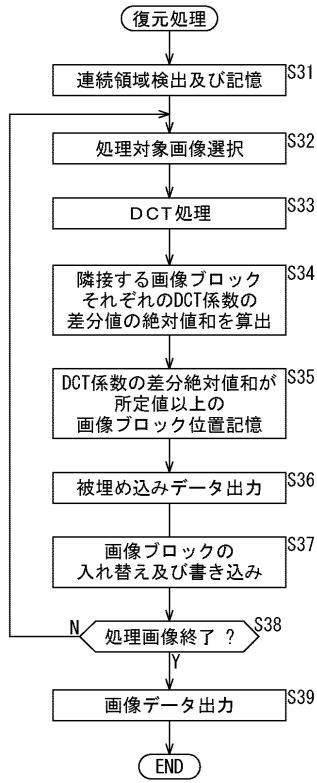 復元処理
連続領域検出及び記憶
S31
処理対象画像選択
S32
DCT処理
S33
隣接する画像ブロック
それぞれのDCT係数の
差分値の絶対値和を算出
S34
DCT係数の差分絶対値和が
所定値以上の
画像ブロック位置記憶
S35
被埋め込みデータ出力
S36
画像ブロックの
入れ替え及び書き込み
S37
処理画像終了 ?
S38
N
Y
画像データ出力
S39
END